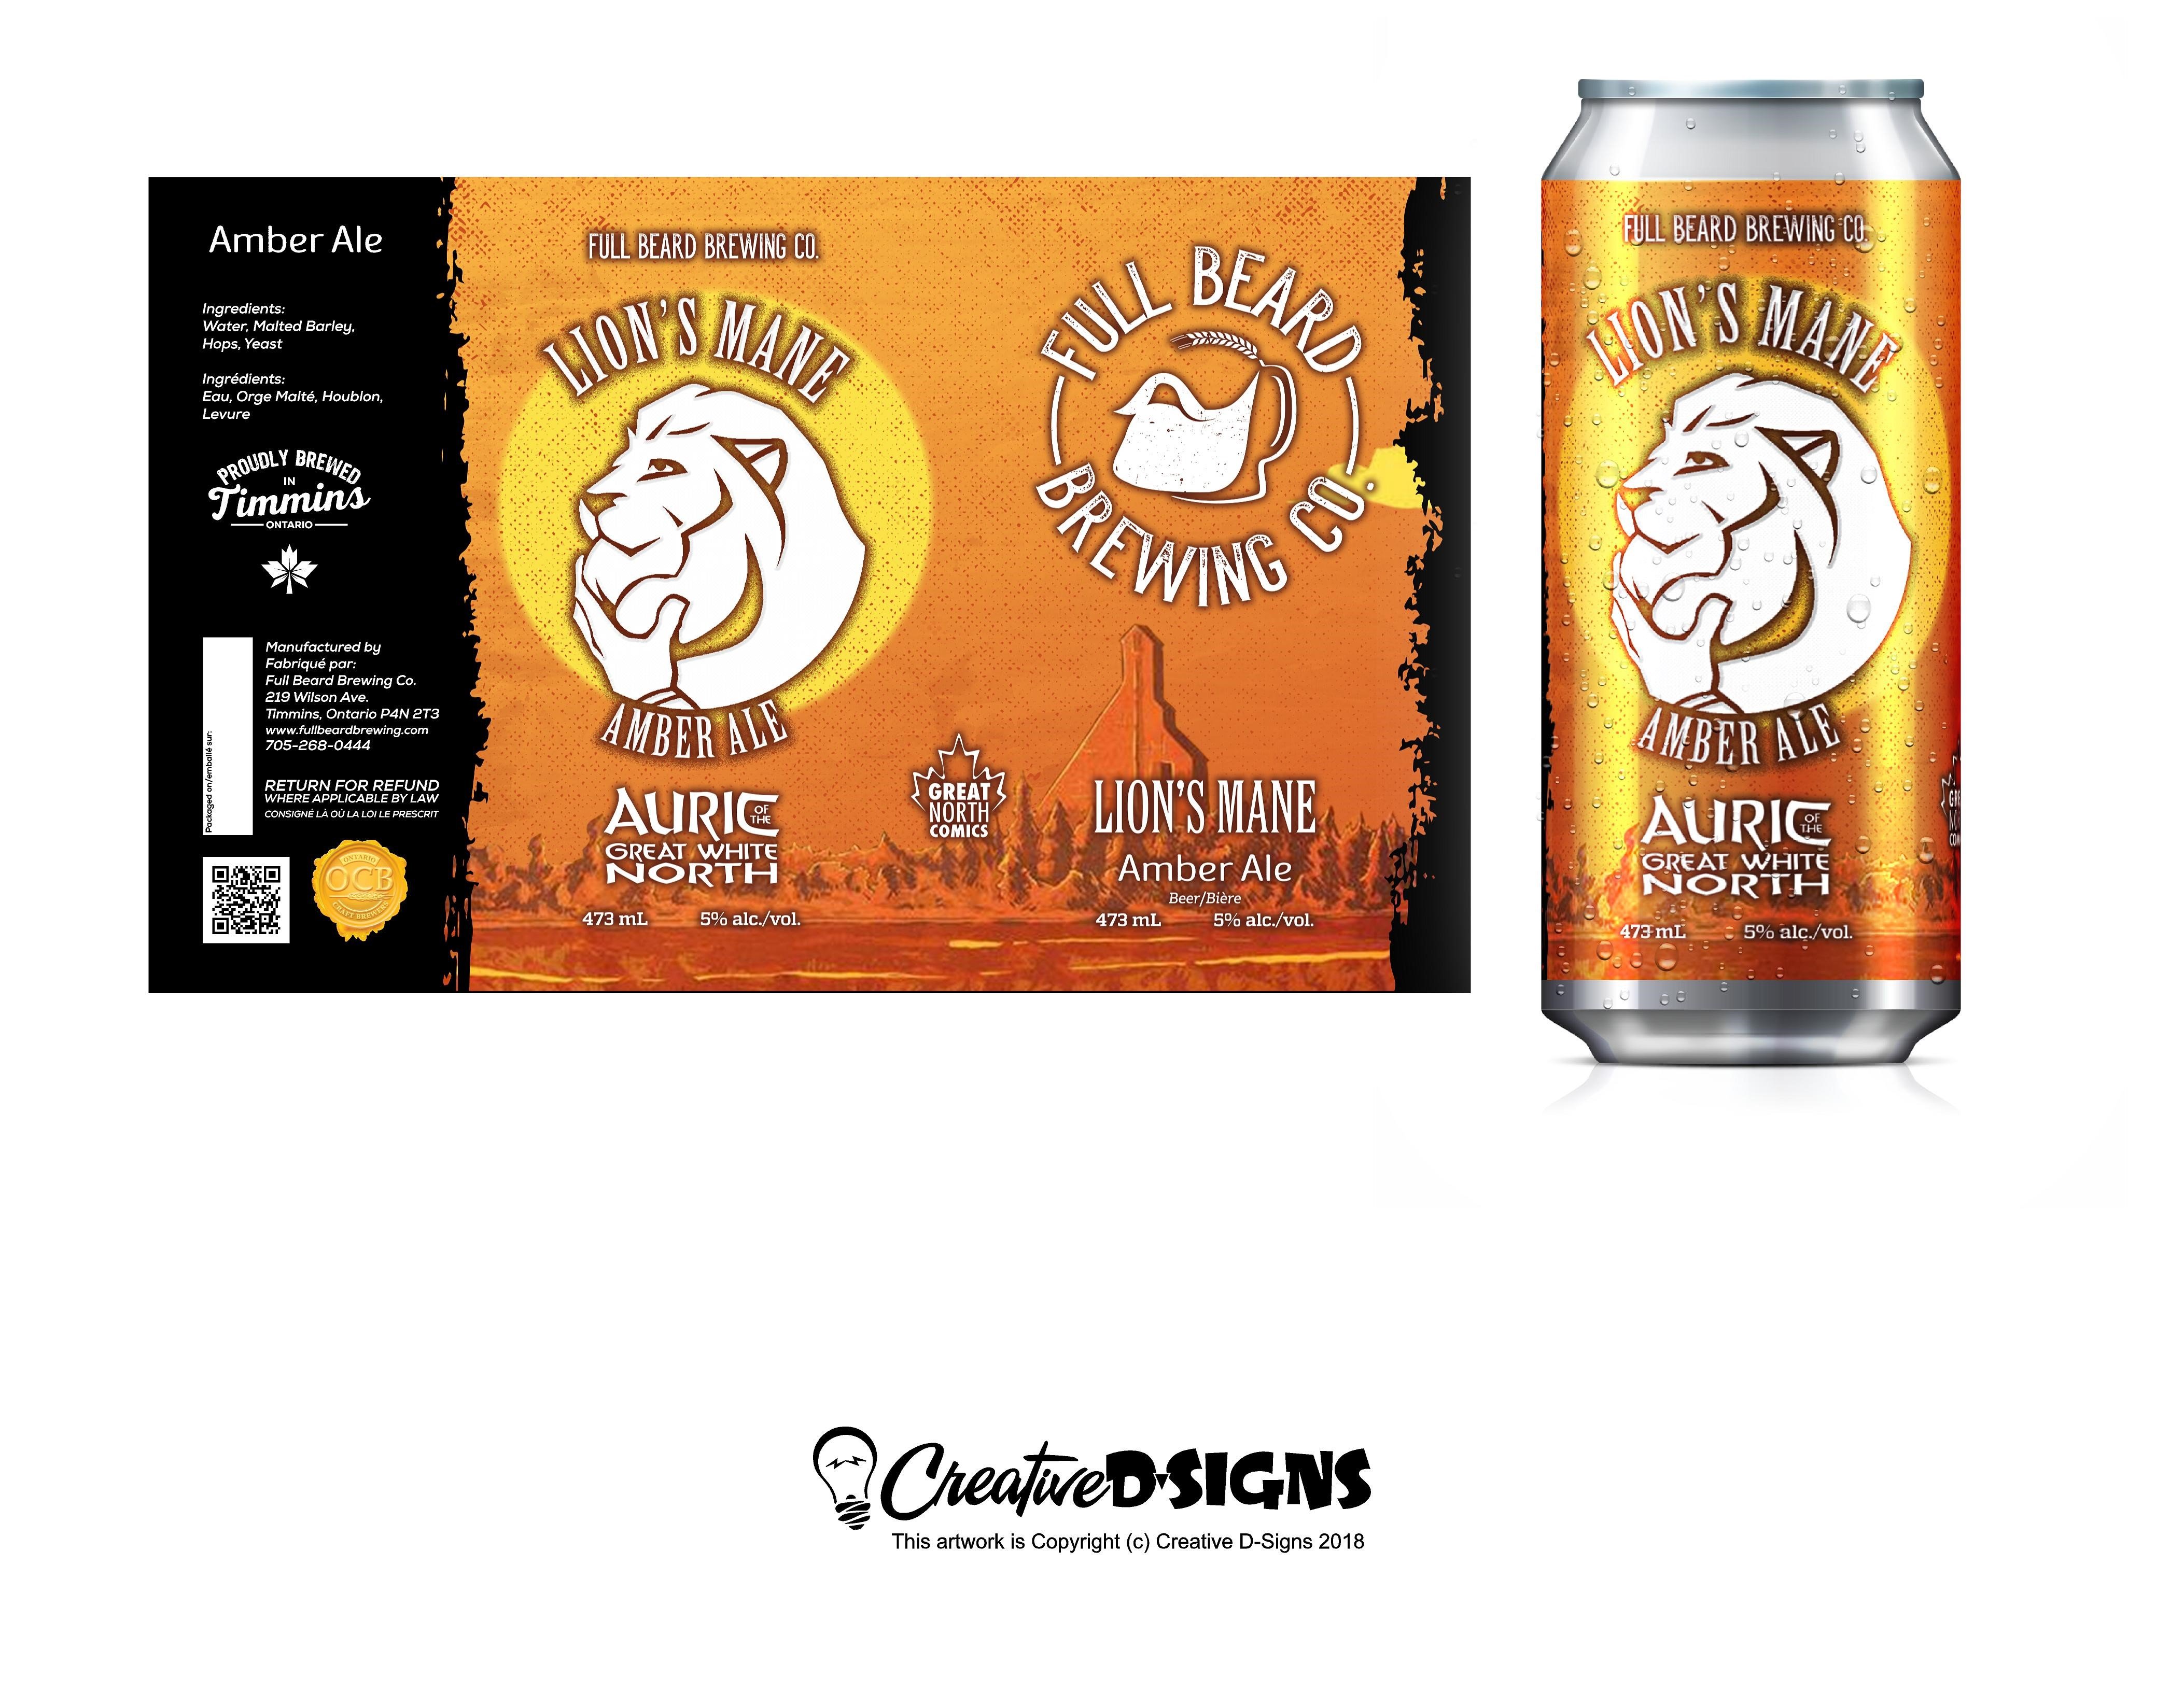 Amber Ale
Ingredients:
Water, Malted Barley,
Hops, Yeast
Ingrédients:
Eau, Orge Malté, Houblon,
Levure
PROUDLY BREWED
IN
Timmins
ONTARIO
Packaged on/emballé sur:
Manufactured by
Fabriqué par:
Full Beard Brewing Co.
219 Wilson Ave.
Timmins, Ontario P4N 2T3
www.fullbeardbrewing.com
705-268-0444
RETURN FOR REFUND
WHERE APPLICABLE BY LAW
CONSIGNÉ LÀ OÙ LA LOI LE PRESCRIT
ONTARIO
OCB
CRAFT BREWERS
FULL BEARD BREWING CO.
LION'S MANE
AMBER ALE
AURIC OF THE
GREAT WHITE
NORTH
473 mL 5% alc./vol.
GREAT
NORTH
COMICS
FULL BEARD
BREWING CO.
LION'S MANE
Amber Ale
Beer/Bière
473 mL 5% alc./vol.
FULL BEARD BREWING CO.
LION'S MANE
AMBER ALE
AURIC OF THE
GREAT WHITE
NORTH
473 mL 5% alc./vol.
CreativeD-SIGNS
This artwork is Copyright (c) Creative D-Signs 2018